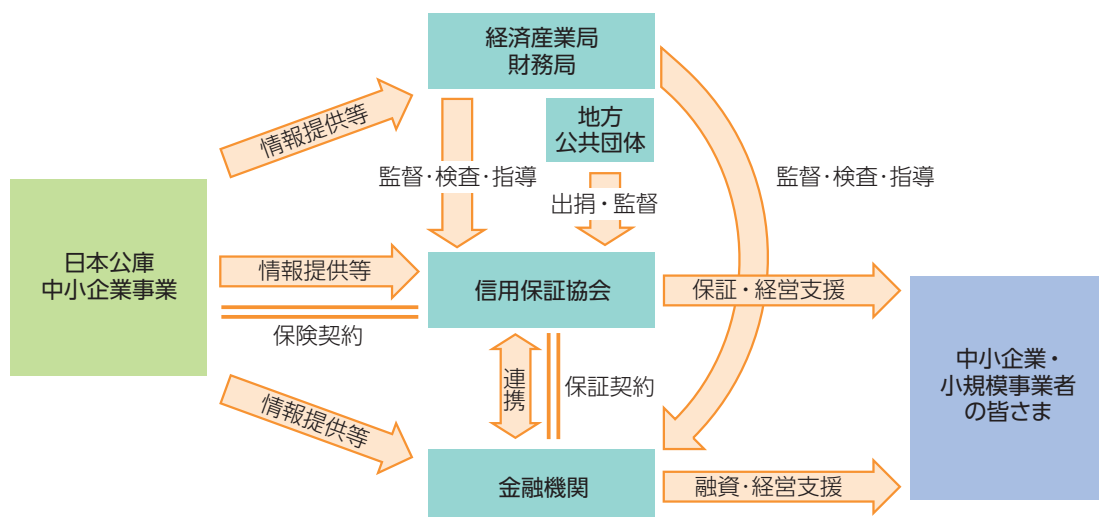 経済産業局
財務局
地方
公共団体
情報提供等
監督･検査･指導
出捐・監督
監督･検査･指導
日本公庫
中小企業事業
情報提供等
保険契約
信用保証協会
保証・経営支援
連携
保証契約
中小企業・
小規模事業者
の皆さま
情報提供等
金融機関
融資･経営支援